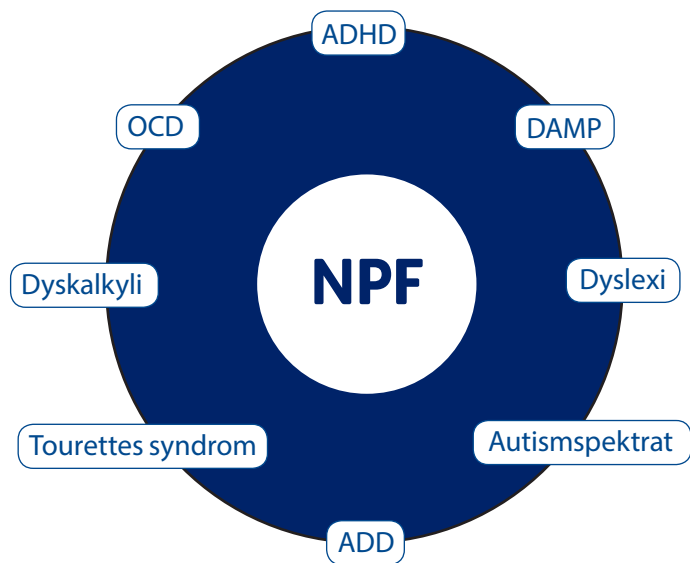 ADHD
OCD
DAMP
NPF
Dyskalkyli
Dyslexi
Tourettes syndrom
Autismspektrat
ADD